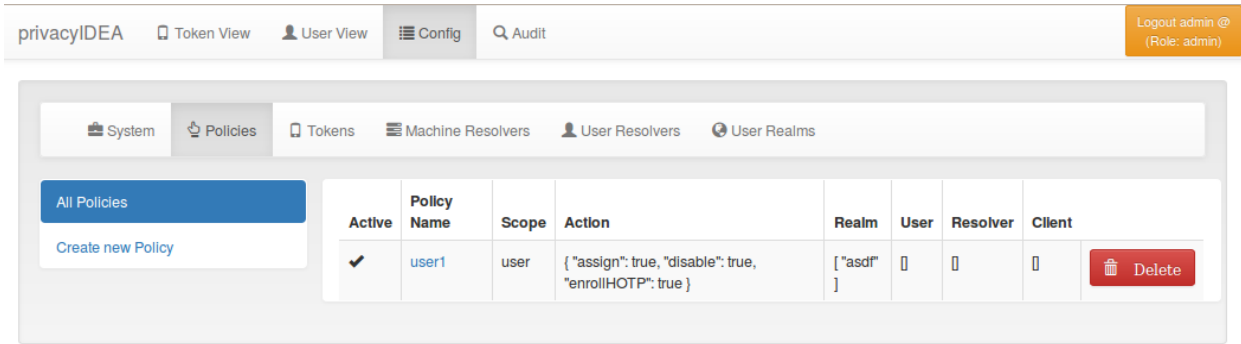 privacyIDEA Token View User View Config Audit Logout admin @
(Role: admin)
System Policies Tokens Machine Resolvers User Resolvers User Realms
All Policies
Create new Policy
Active Policy Name Scope Action Realm User Resolver Client
user1 user { "assign": true, "disable": true, [ "asdf" [] [] [] Delete
"enrollHOTP": true } ]